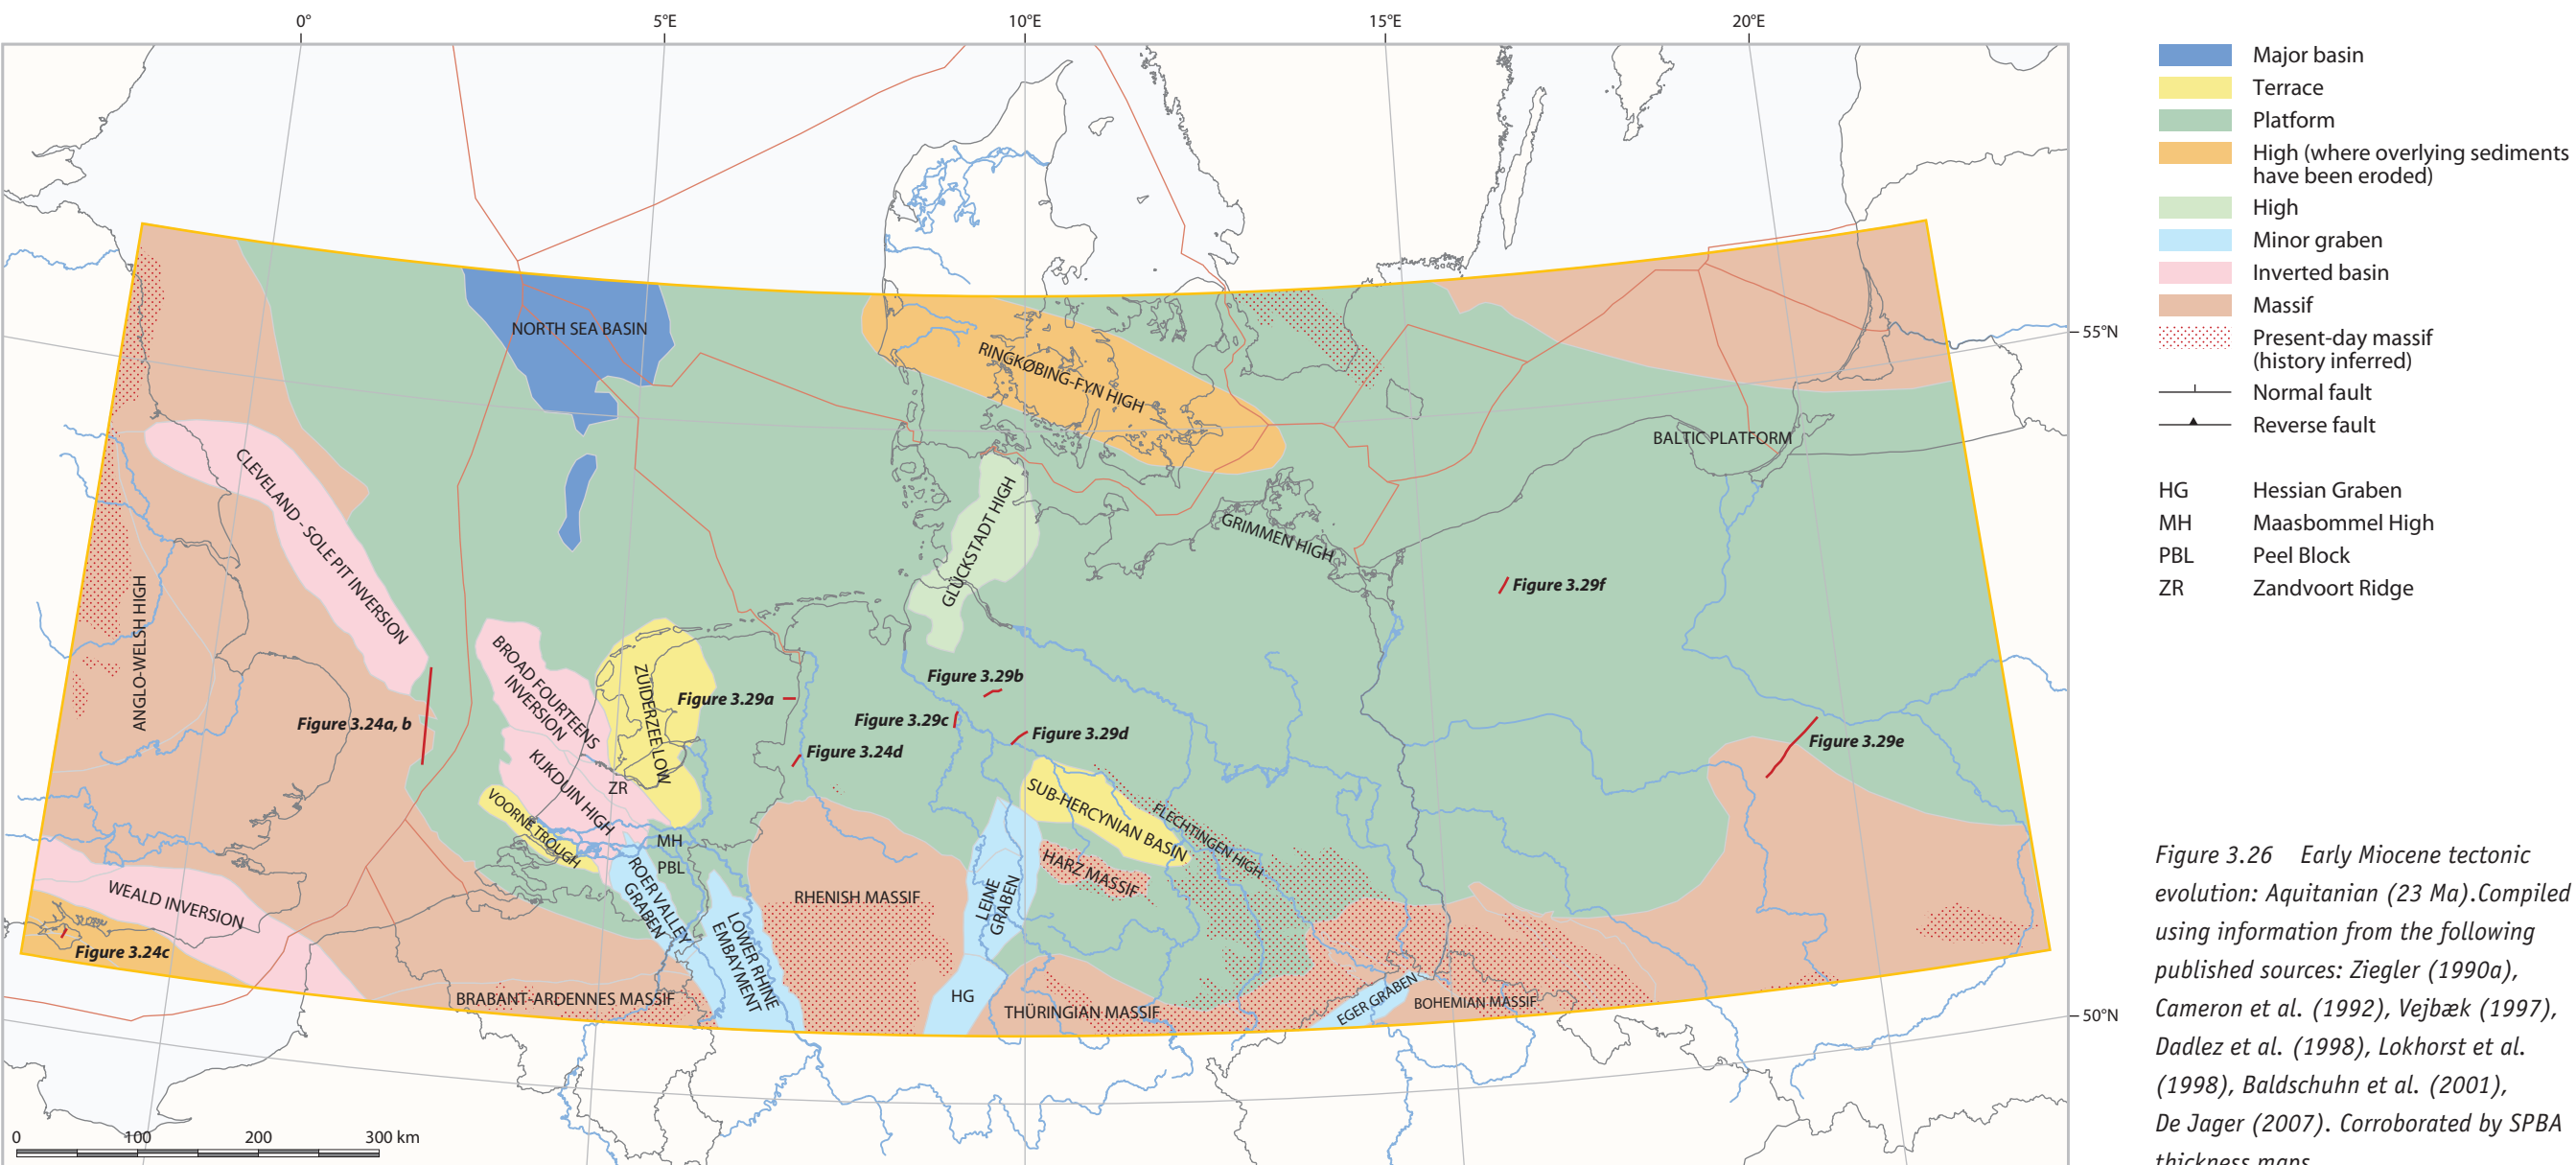 0°
5°E
10°E
15°E
20°E
55°N
50°N
NORTH SEA BASIN
RINGKØBING-FYN HIGH
BALTIC PLATFORM
CLEVELAND - SOLE PIT INVERSION
GLÜCKSTADT HIGH
GRIMMEN HIGH
Figure 3.29f
ANGLO-WELSH HIGH
BROAD FOURTEENS
INVERSION
ZUIDERZEE LOW
Figure 3.29a
Figure 3.29b
Figure 3.29c
Figure 3.29d
Figure 3.24a, b
Figure 3.24d
Figure 3.29e
KIJKDUIN HIGH
ZR
VOORNE TROUGH
SUB-HERCYNIAN BASIN
FLECHTINGEN HIGH
MH
PBL
HARZ MASSIF
ROER VALLEY
GRABEN
RHENISH MASSIF
LEINE
GRABEN
WEALD INVERSION
LOWER RHINE
EMBAYMENT
Figure 3.24c
BRABANT-ARDENNES MASSIF
HG
THÜRINGIAN MASSIF
EGER GRABEN
BOHEMIAN MASSIF
0
100
200
300 km
Major basin
Terrace
Platform
High (where overlying sediments
have been eroded)
High
Minor graben
Inverted basin
Massif
Present-day massif
(history inferred)
Normal fault
Reverse fault
HG Hessian Graben
MH Maasbommel High
PBL Peel Block
ZR Zandvoort Ridge
Figure 3.26 Early Miocene tectonic
evolution: Aquitanian (23 Ma).Compiled
using information from the following
published sources: Ziegler (1990a),
Cameron et al. (1992), Vejbæk (1997),
Dadlez et al. (1998), Lokhorst et al.
(1998), Baldschuhn et al. (2001),
De Jager (2007). Corroborated by SPBA
thickness maps